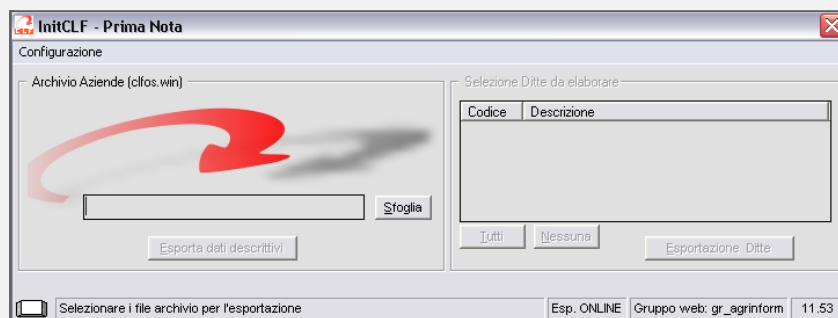 InitCLF - Prima Nota
Configurazione
Archivio Aziende (clfos.win)
Sfoglia
Esporta dati descrittivi
Selezione Ditte da elaborare
Codice Descrizione
Tutti Nessuna Esportazione Ditte
Selezionare i file archivio per l'esportazione Esp. ONLINE Gruppo web: gr_agrinform 11.53